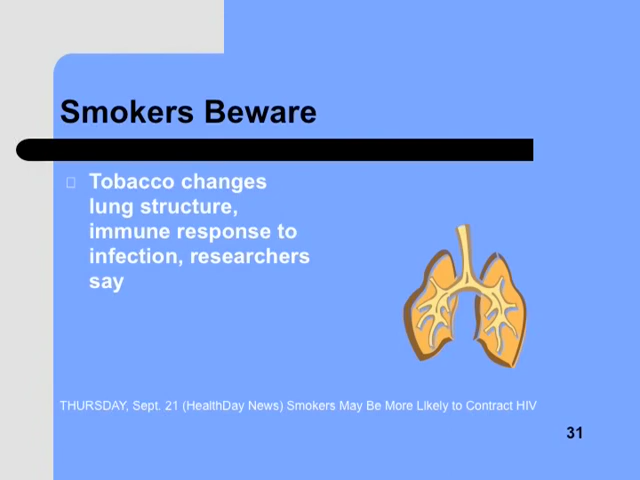 Smokers Beware
Tobacco changes
lung structure,
immune response to
infection, researchers
say
THURSDAY, Sept. 21 (HealthDay News) Smokers May Be More Likely to Contract HIV
31